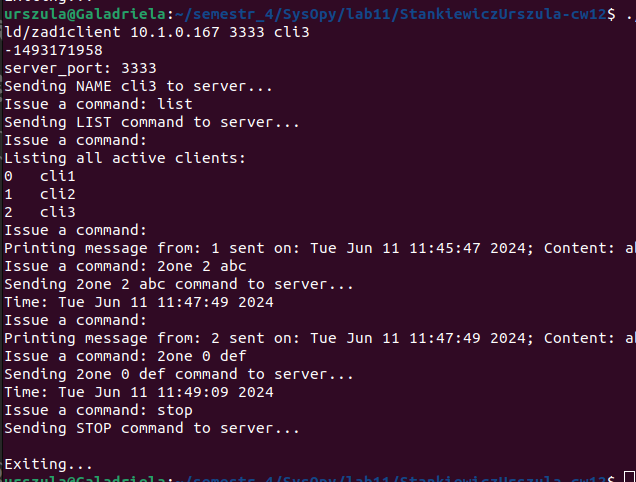 urszula@Galadriela:~/semestr_4/SysOpy/lab11/StankiewiczUrszula-cw12$ .
ld/zad1client 10.1.0.167 3333 cli3
-1493171958
server_port: 3333
Sending NAME cli3 to server...
Issue a command: list
Sending LIST command to server...
Issue a command:
Listing all active clients:
0 cli1
1 cli2
2 cli3
Issue a command:
Printing message from: 1 sent on: Tue Jun 11 11:45:47 2024; Content:
Issue a command: 2one 2 abc
Sending 2one 2 abc command to server...
Time: Tue Jun 11 11:47:49 2024
Issue a command:
Printing message from: 2 sent on: Tue Jun 11 11:47:49 2024; Content:
Issue a command: 2one 0 def
Sending 2one 0 def command to server...
Time: Tue Jun 11 11:49:09 2024
Issue a command: stop
Sending STOP command to server...
Exiting...
urszula@Galadriela:~/semestr_4/SysOpy/lab11/StankiewiczUrszula-cw12$